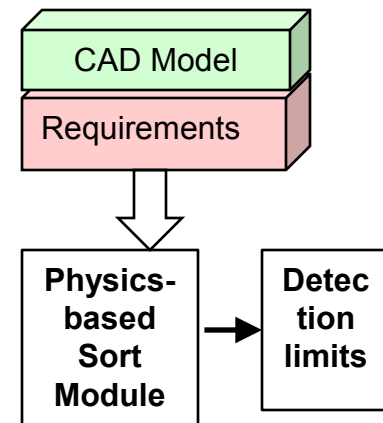 CAD Model
Requirements
Physics-
based
Sort
Module
Detec
tion
limits